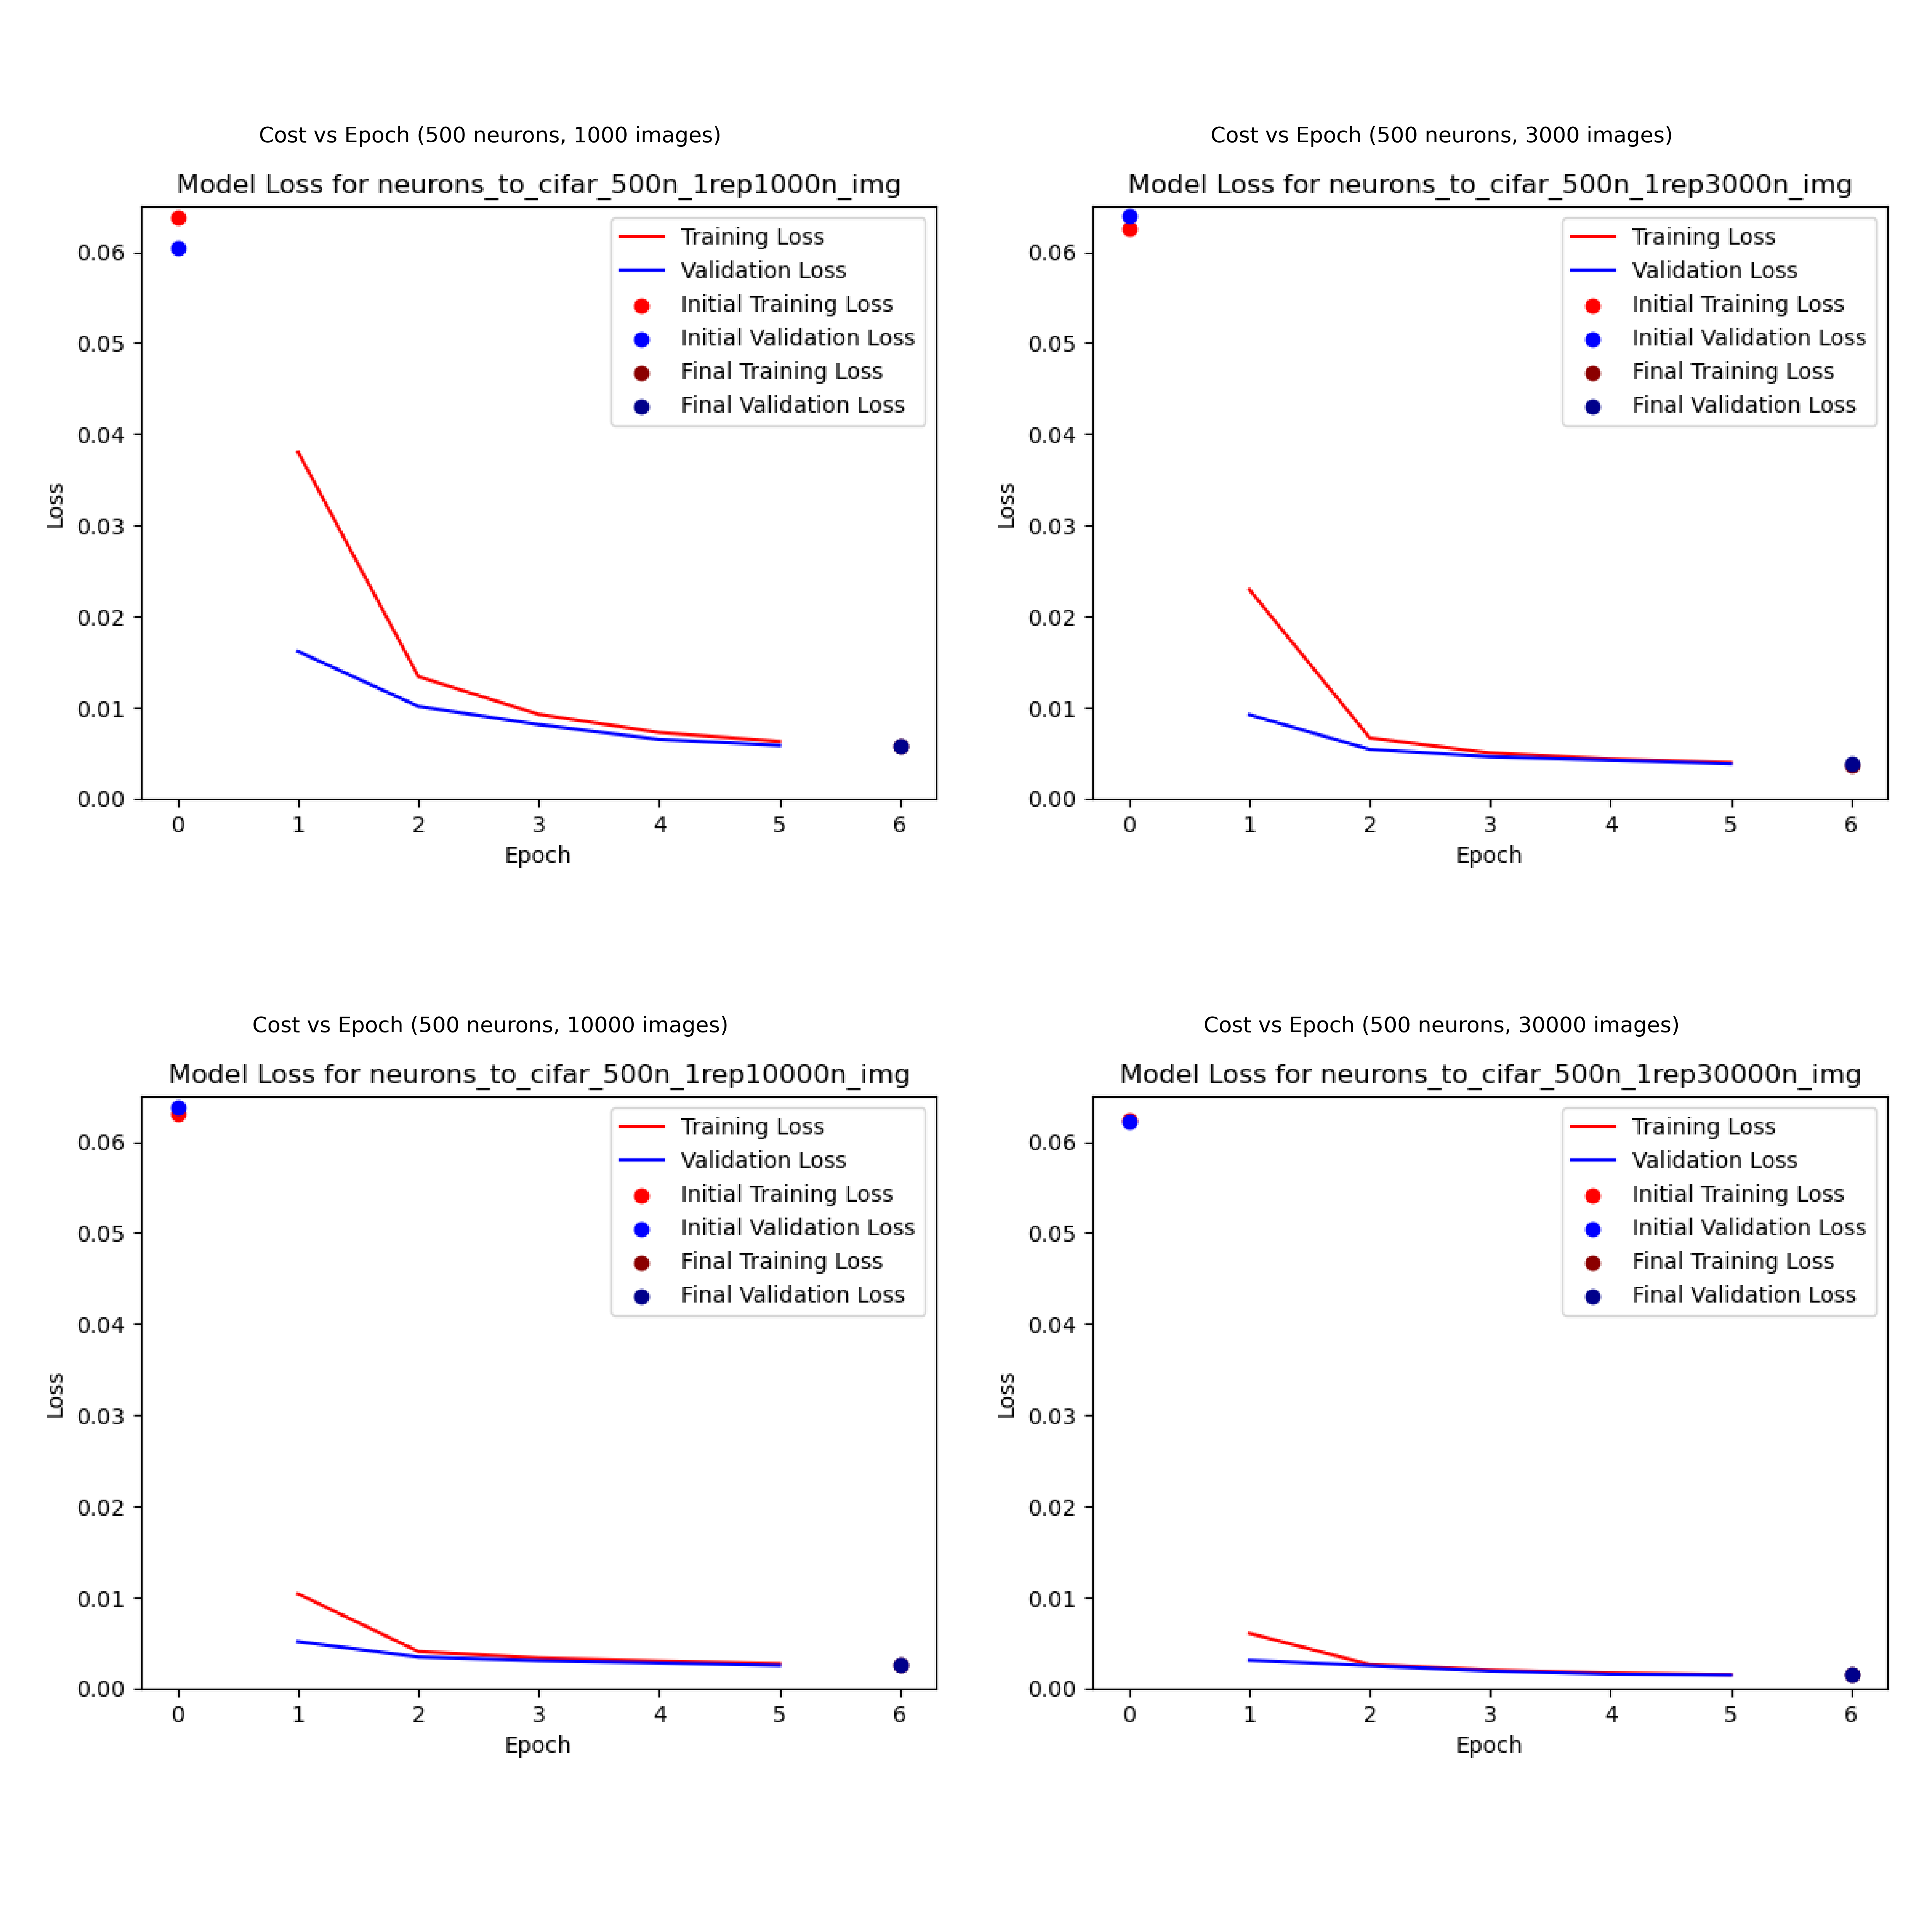 Cost vs Epoch (500 neurons, 1000 images)
Model Loss for neurons_to_cifar_500n_1rep1000n_img
Training Loss
Validation Loss
Initial Training Loss
Initial Validation Loss
Final Training Loss
Final Validation Loss
0.06
0.05
0.04
0.03
0.02
0.01
0.00
Loss
0 1 2 3 4 5 6
Epoch
Cost vs Epoch (500 neurons, 3000 images)
Model Loss for neurons_to_cifar_500n_1rep3000n_img
Training Loss
Validation Loss
Initial Training Loss
Initial Validation Loss
Final Training Loss
Final Validation Loss
0.06
0.05
0.04
0.03
0.02
0.01
0.00
Loss
0 1 2 3 4 5 6
Epoch
Cost vs Epoch (500 neurons, 10000 images)
Model Loss for neurons_to_cifar_500n_1rep10000n_img
Training Loss
Validation Loss
Initial Training Loss
Initial Validation Loss
Final Training Loss
Final Validation Loss
0.06
0.05
0.04
0.03
0.02
0.01
0.00
Loss
0 1 2 3 4 5 6
Epoch
Cost vs Epoch (500 neurons, 30000 images)
Model Loss for neurons_to_cifar_500n_1rep30000n_img
Training Loss
Validation Loss
Initial Training Loss
Initial Validation Loss
Final Training Loss
Final Validation Loss
0.06
0.05
0.04
0.03
0.02
0.01
0.00
Loss
0 1 2 3 4 5 6
Epoch